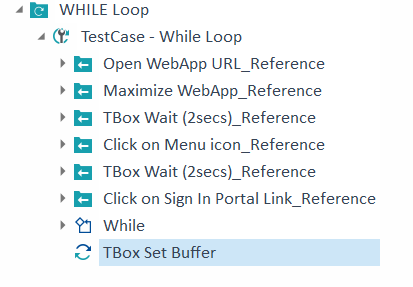 WHILE Loop
TestCase - While Loop
Open WebApp URL_Reference
Maximize WebApp_Reference
TBox Wait (2secs)_Reference
Click on Menu icon_Reference
TBox Wait (2secs)_Reference
Click on Sign In Portal Link_Reference
While
TBox Set Buffer